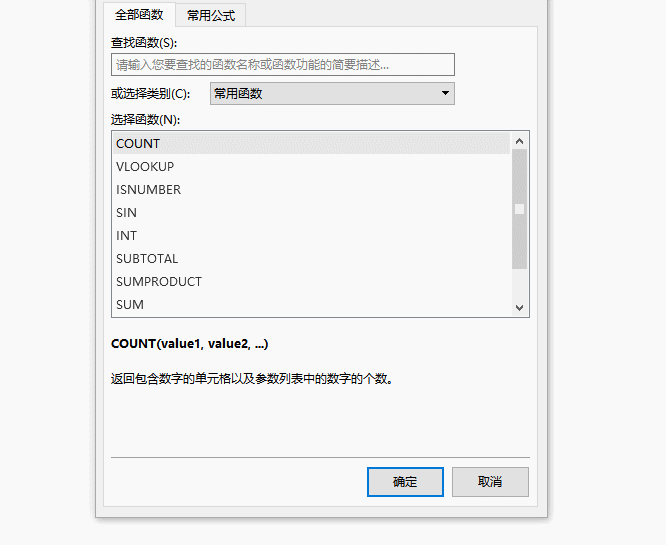 全部函数 常用公式
查找函数(S):
请输入您要查找的函数名称或函数功能的简要描述...
或选择类别(C): 常用函数
选择函数(N):
COUNT
VLOOKUP
ISNUMBER
SIN
INT
SUBTOTAL
SUMPRODUCT
SUM
COUNT(value1, value2, ...)
返回包含数字的单元格以及参数列表中的数字的个数。
确定 取消